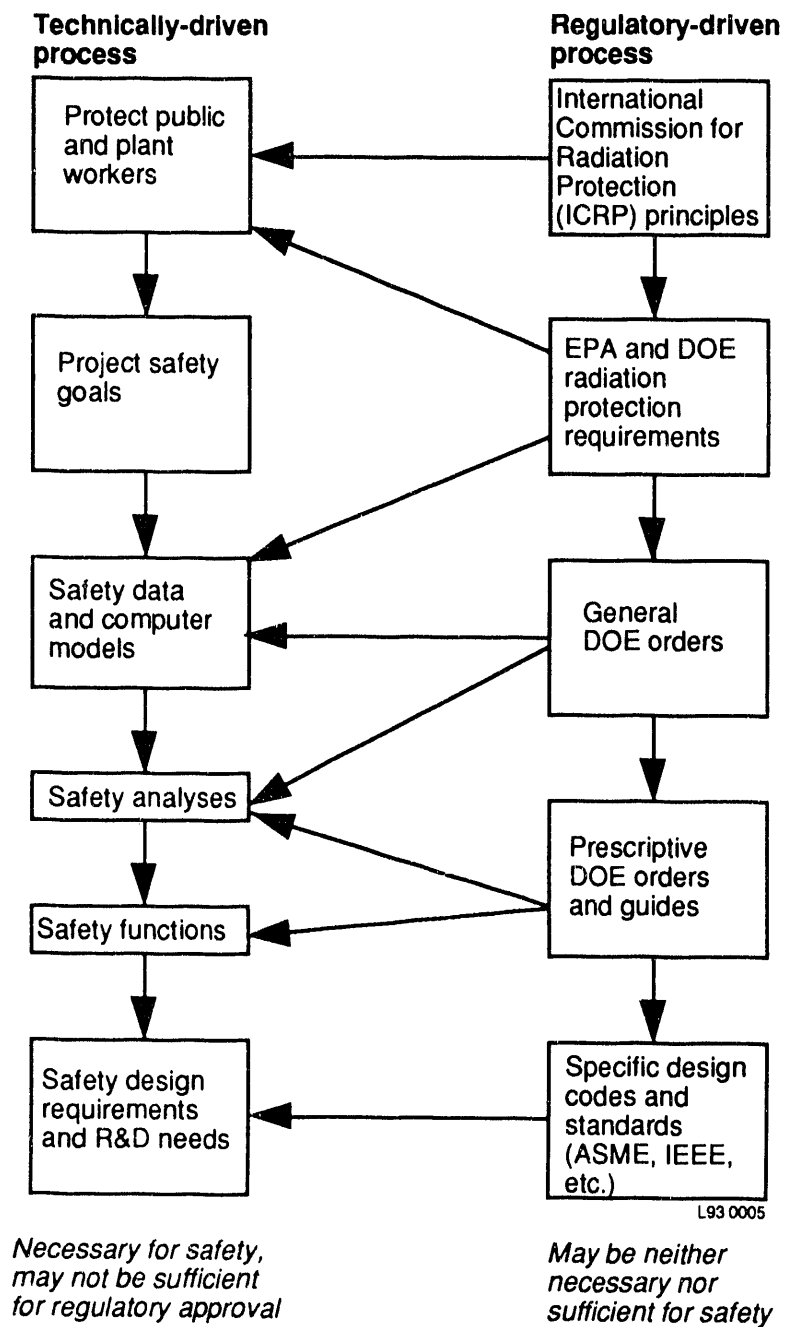 Technically-driven
process
Protect public
and plant
workers
Project safety
goals
Safety data
and computer
models
Safety analyses
Safety functions
Safety design
requirements
and R&D needs
Necessary for safety,
may not be sufficient
for regulatory approval
Regulatory-driven
process
International
Commission for
Radiation
Protection
(ICRP) principles
EPA and DOE
radiation
protection
requirements
General
DOE orders
Prescriptive
DOE orders
and guides
Specific design
codes and
standards
(ASME, IEEE,
etc.)
L93 0005
May be neither
necessary nor
sufficient for safety